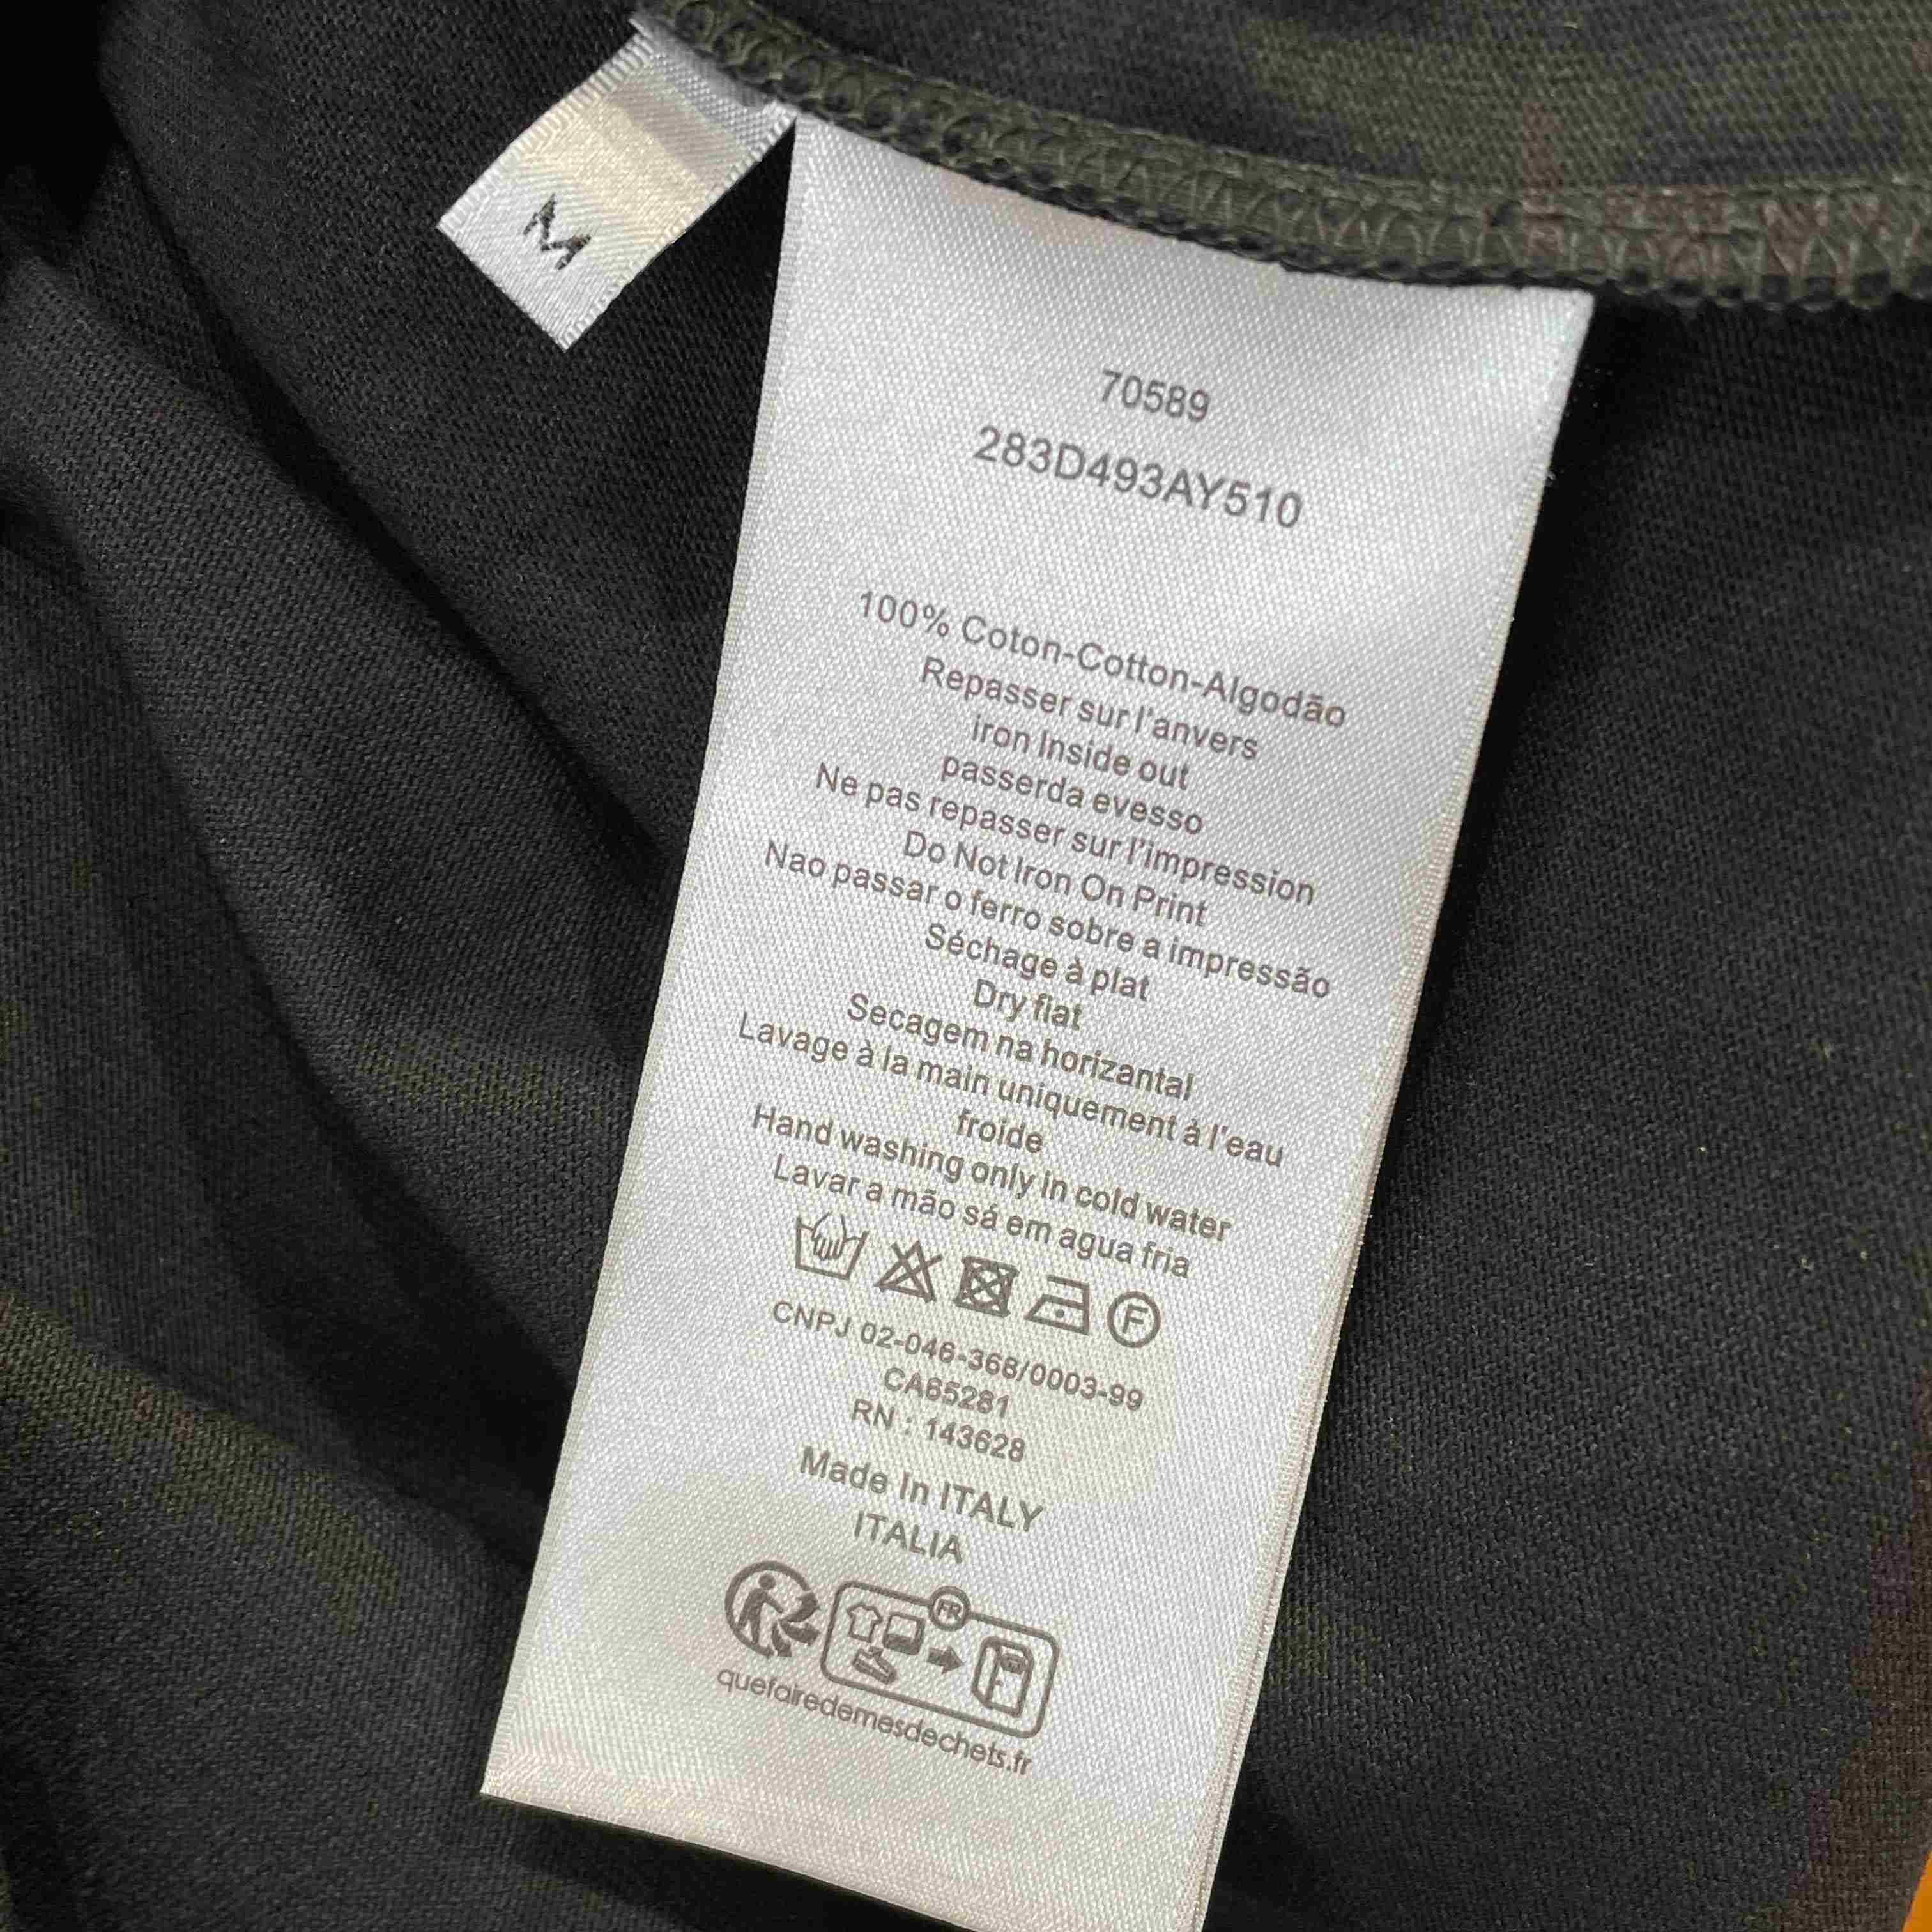 M
70589
283D493AY510
100% Coton-Cotton-Algodão
Repasser sur l'anvers
iron Inside out
passerda evesso
Ne pas repasser sur l'impression
Do Not Iron On Print
Nao passar o ferro sobre a impressão
Séchage à plat
Dry flat
Secagem na horizantal
Lavage à la main uniquement à l'eau
froide
Hand washing only in cold water
Lavar a mão sá em agua fria
F
CNPJ 02-046-368/0003-99
CA65281
RN : 143628
Made In ITALY
ITALIA
FR
quefairedemesdechets.fr